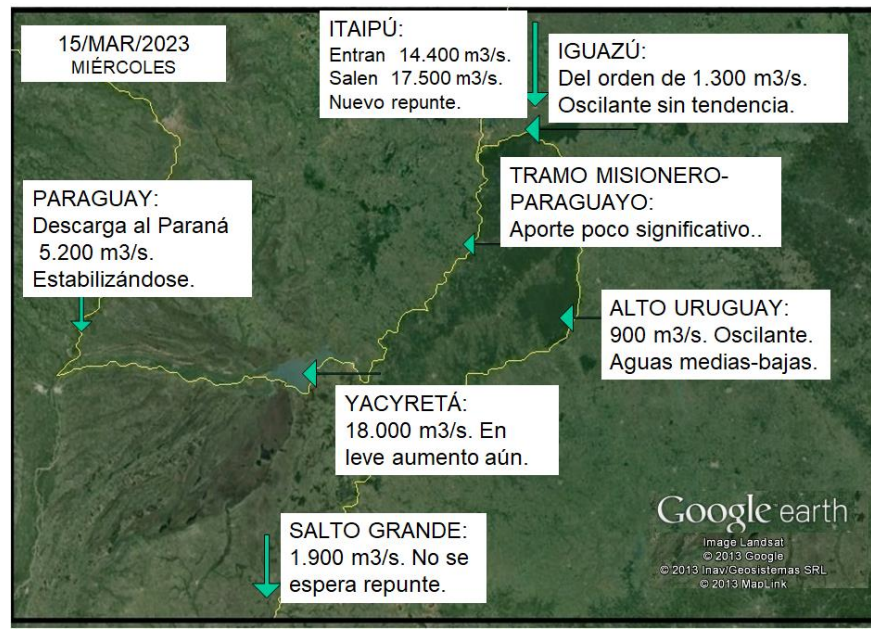 15/MAR/2023
MIÉRCOLES
ITAIPÚ:
Entran 14.400 m3/s.
Salen 17.500 m3/s.
Nuevo repunte.
IGUAZÚ:
Del orden de 1.300 m3/s.
Oscilante sin tendencia.
TRAMO MISIONERO-
PARAGUAYO:
Aporte poco significativo..
PARAGUAY:
Descarga al Paraná
5.200 m3/s.
Estabilizándose.
ALTO URUGUAY:
900 m3/s. Oscilante.
Aguas medias-bajas.
YACYRETÁ:
18.000 m3/s. En
leve aumento aún.
SALTO GRANDE:
1.900 m3/s. No se
espera repunte.
Google earth
Image Landsat
© 2013 Google
© 2013 Inav/Geosistemas SRL
© 2013 MapLink